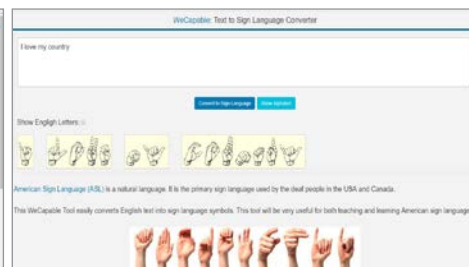 WeCapable: Text to Sign Language Converter
I love my country
Convert to Sign Language
Show Alphabet
Show Engligh Letters:
American Sign Language (ASL) is a natural language. It is the primary sign language used by the deaf people in the USA and Canada.
This WeCapable Tool easily converts English text into sign language symbols. This tool will be very useful for both teaching and learning American sign language